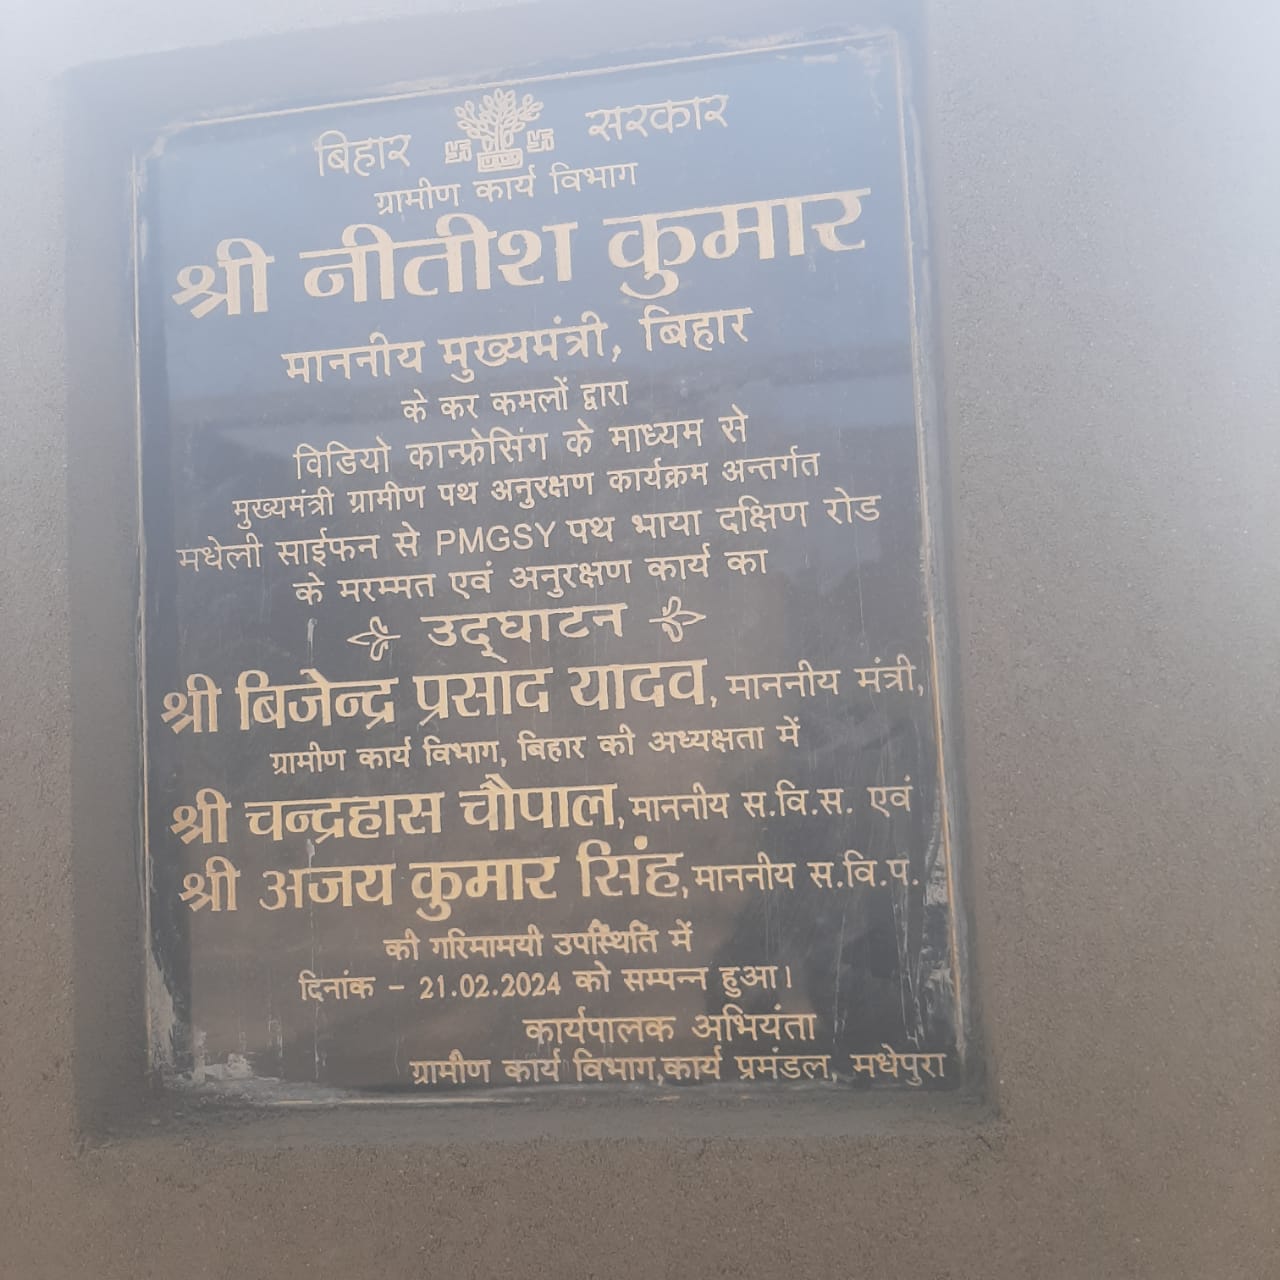 बिहार सरकार
ग्रामीण कार्य विभाग
श्री नीतीश कुमार
माननीय मुख्यमंत्री, बिहार
के कर कमलों द्वारा
विडियो कान्फ्रेसिंग के माध्यम से
मुख्यमंत्री ग्रामीण पथ अनुरक्षण कार्यक्रम अन्तर्गत
मधेली साईफन से PMGSY पथ भाया दक्षिण रोड
के मरम्मत एवं अनुरक्षण कार्य का
उद्घाटन
श्री बिजेन्द्र प्रसाद यादव, माननीय मंत्री,
ग्रामीण कार्य विभाग, बिहार की अध्यक्षता में
श्री चन्द्रहास चौपाल, माननीय स.वि.स. एवं
श्री अजय कुमार सिंह, माननीय स.वि.प.
की गरिमामयी उपस्थिति में
दिनांक - 21.02.2024 को सम्पन्न हुआ।
कार्यपालक अभियंता
ग्रामीण कार्य विभाग,कार्य प्रमंडल, मधेपुरा